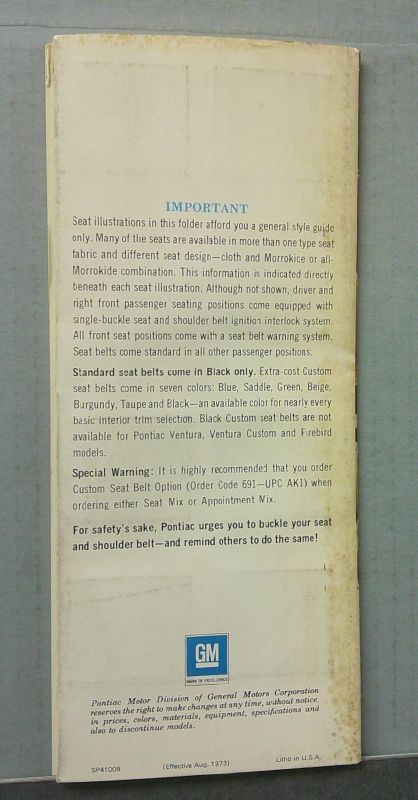 IMPORTANT
Seat illustrations in this folder afford you a general style guide
only. Many of the seats are available in more than one type seat
fabric and different seat design—cloth and Morrokice or all-
Morrokide combination. This information is indicated directly
beneath each seat illustration. Although not shown, driver and
right front passenger seating positions come equipped with
single-buckle seat and shoulder belt ignition interlock system.
All front seat positions come with a seat belt warning system.
Seat belts come standard in all other passenger positions.
Standard seat belts come in Black only. Extra-cost Custom
seat belts come in seven colors: Blue, Saddle, Green, Beige,
Burgundy, Taupe and Black—an available color for nearly every
basic interior trim selection. Black Custom seat belts are not
available for Pontiac Ventura, Ventura Custom and Firebird
models.
Special Warning: It is highly recommended that you order
Custom Seat Belt Option (Order Code 691—UPC AK1) when
ordering either Seat Mix or Appointment Mix.
For safety's sake, Pontiac urges you to buckle your seat
and shoulder belt—and remind others to do the same!
GM
MARK OF EXCELLENCE
Pontiac Motor Division of General Motors Corporation
reserves the right to make changes at any time, without notice,
in prices, colors, materials, equipment, specifications and
also to discontinue models.
SP41009 (Effective Aug. 1973) Litho in U.S.A.